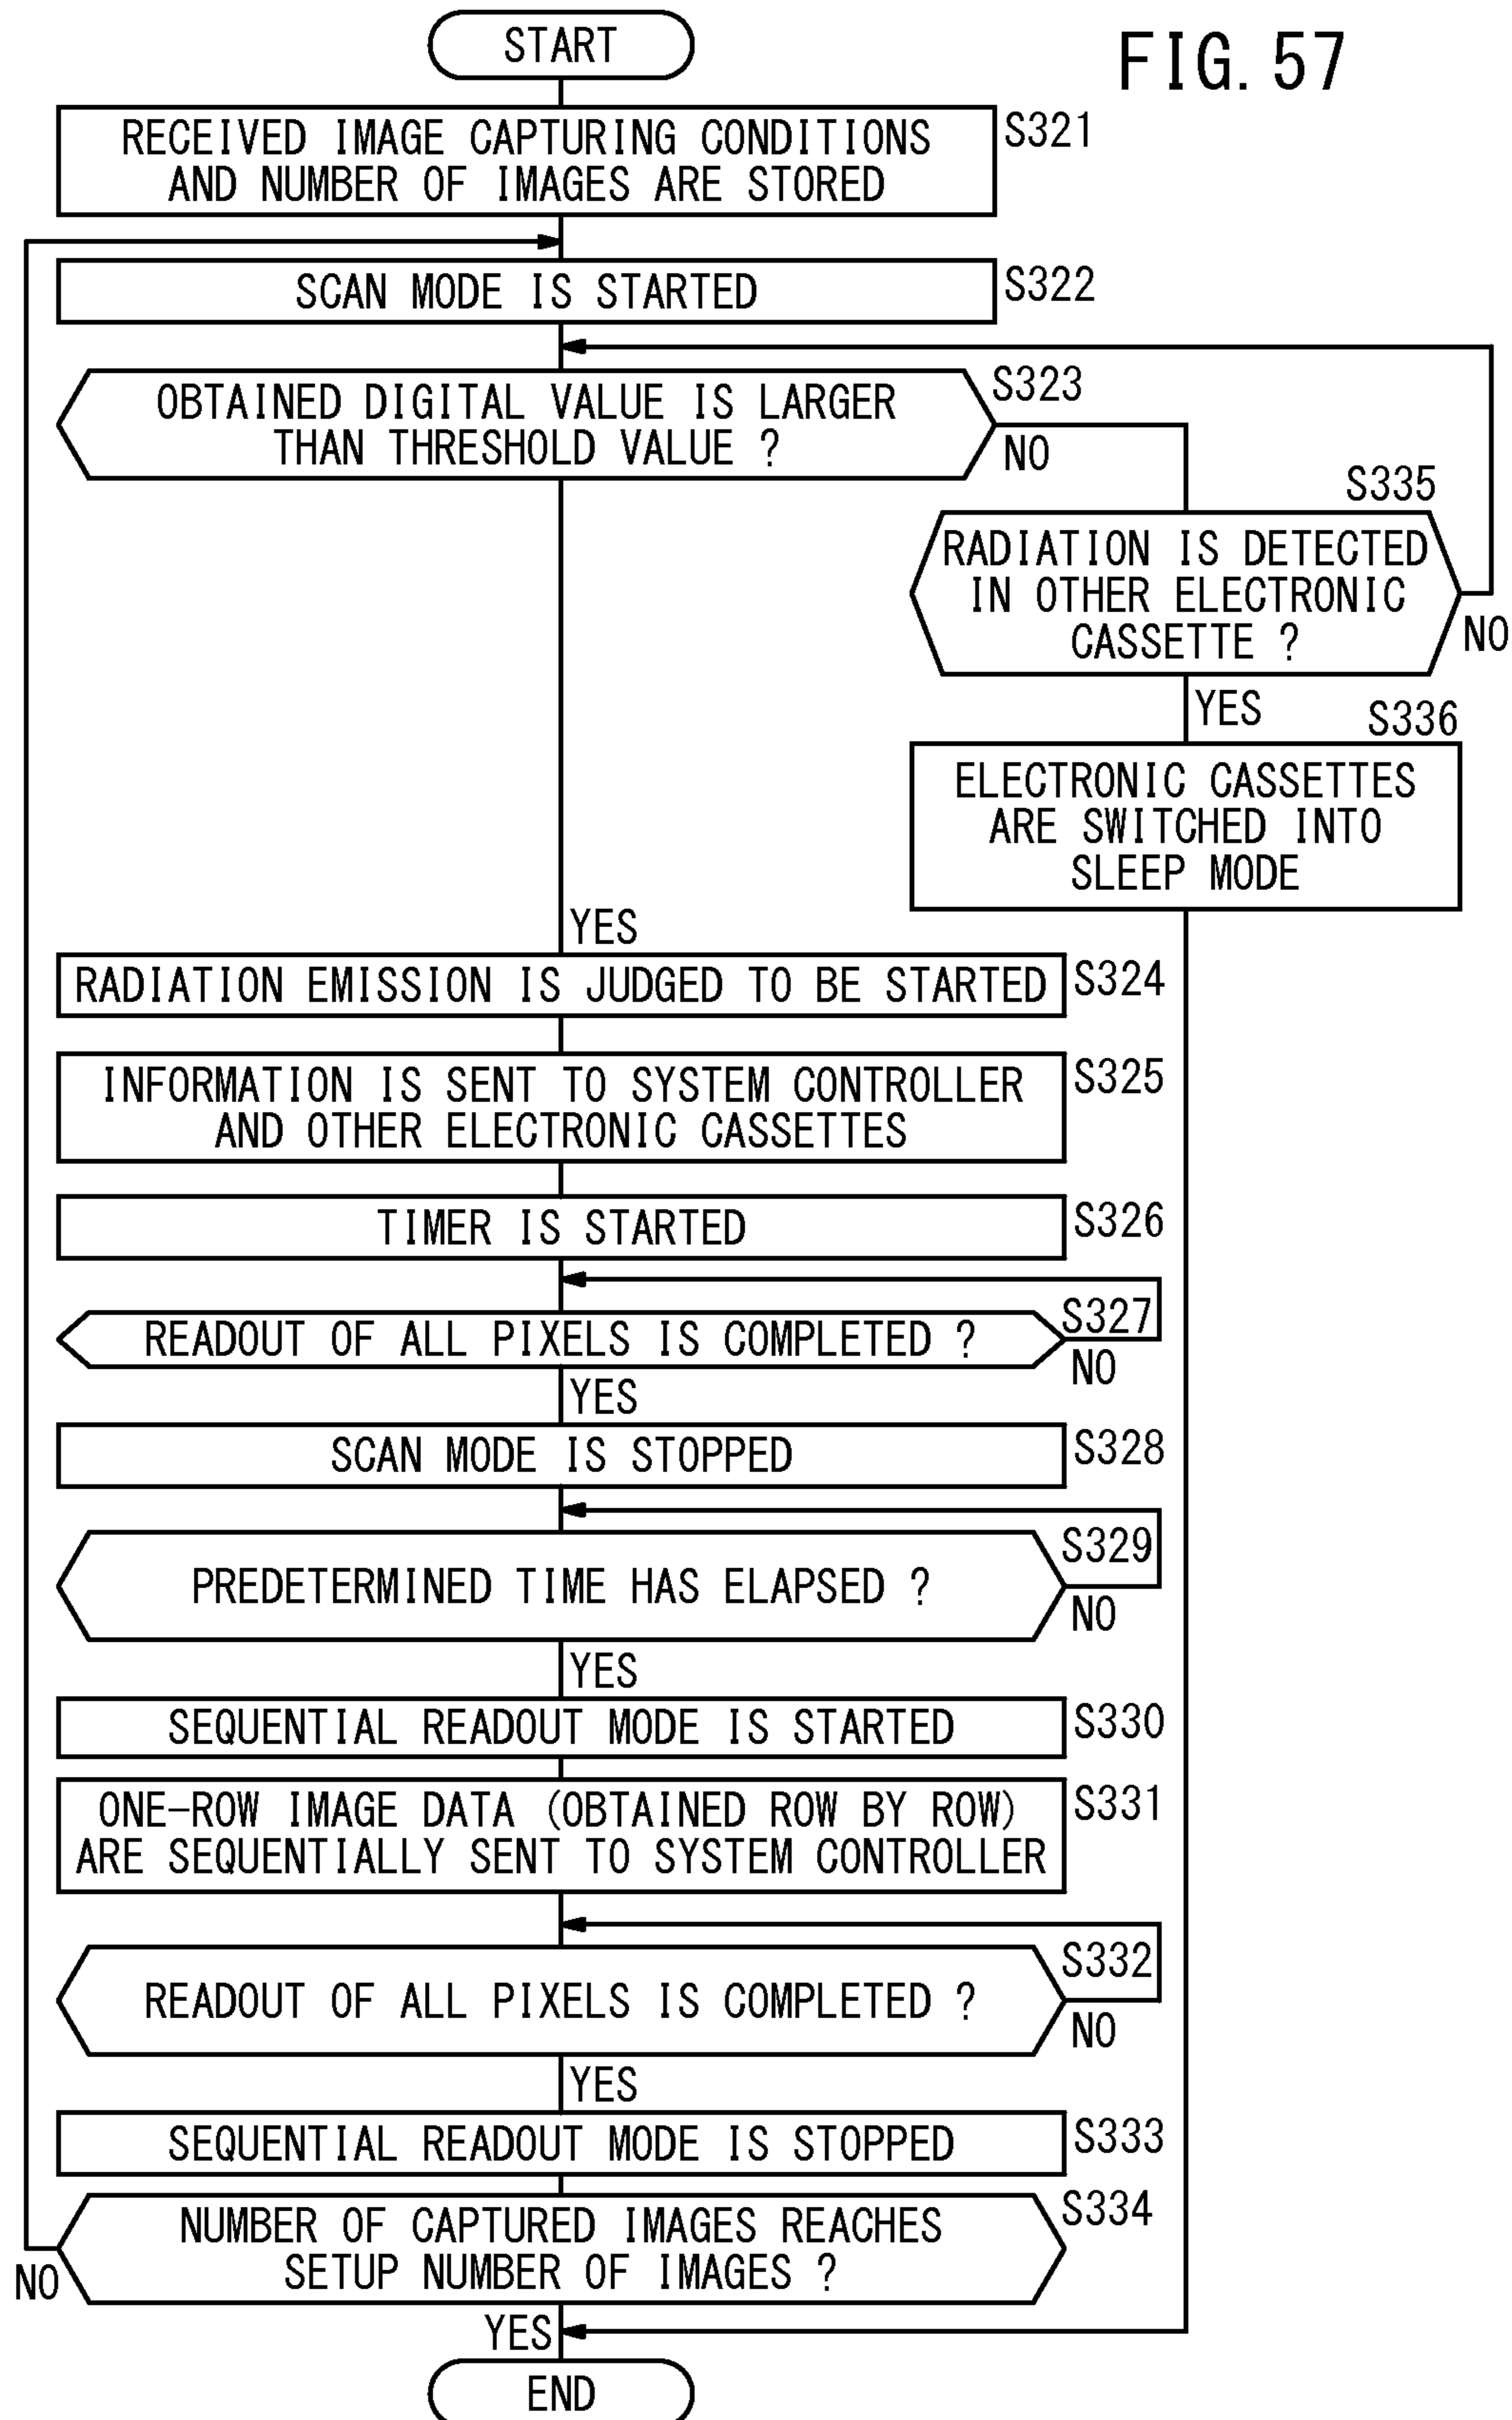 START
FIG. 57
RECEIVED IMAGE CAPTURING CONDITIONS
AND NUMBER OF IMAGES ARE STORED
S321
SCAN MODE IS STARTED
S322
OBTAINED DIGITAL VALUE IS LARGER
THAN THRESHOLD VALUE ?
S323
NO
S335
RADIATION IS DETECTED
IN OTHER ELECTRONIC
CASSETTE ?
NO
YES
S336
ELECTRONIC CASSETTES
ARE SWITCHED INTO
SLEEP MODE
YES
RADIATION EMISSION IS JUDGED TO BE STARTED
S324
INFORMATION IS SENT TO SYSTEM CONTROLLER
AND OTHER ELECTRONIC CASSETTES
S325
TIMER IS STARTED
S326
READOUT OF ALL PIXELS IS COMPLETED ?
S327
NO
YES
SCAN MODE IS STOPPED
S328
PREDETERMINED TIME HAS ELAPSED ?
S329
NO
YES
SEQUENTIAL READOUT MODE IS STARTED
S330
ONE-ROW IMAGE DATA (OBTAINED ROW BY ROW)
ARE SEQUENTIALLY SENT TO SYSTEM CONTROLLER
S331
READOUT OF ALL PIXELS IS COMPLETED ?
S332
NO
YES
SEQUENTIAL READOUT MODE IS STOPPED
S333
NUMBER OF CAPTURED IMAGES REACHES
SETUP NUMBER OF IMAGES ?
S334
NO
YES
END